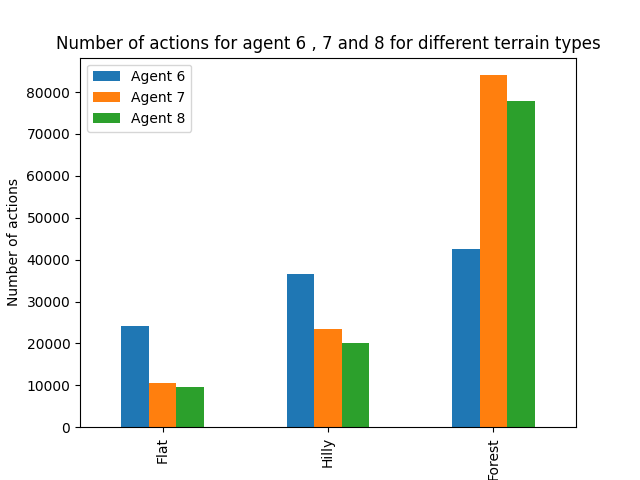 Number of actions for agent 6 , 7 and 8 for different terrain types
Agent 6
Agent 7
Agent 8
Number of actions
80000
70000
60000
50000
40000
30000
20000
10000
0
Flat
Hilly
Forest